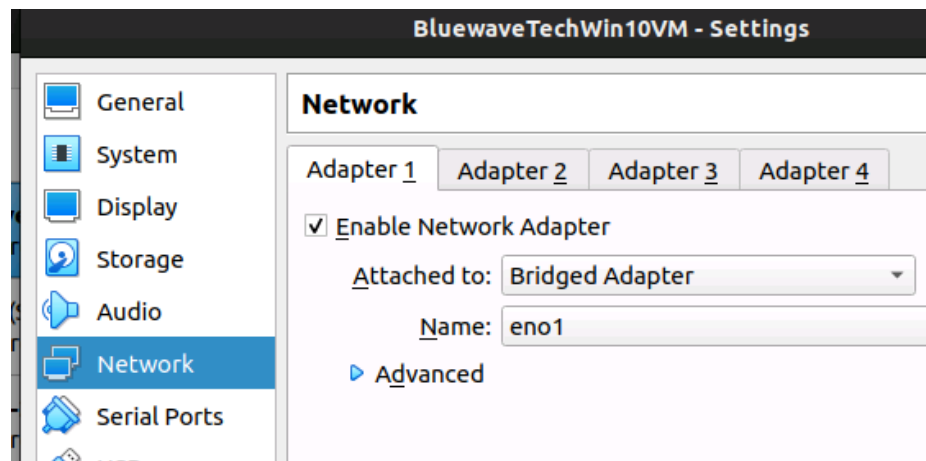 BluewaveTechWin10VM - Settings
General
System
Display
Storage
Audio
Network
Serial Ports
Network
Adapter 1 Adapter 2 Adapter 3 Adapter 4
Enable Network Adapter
Attached to: Bridged Adapter
Name: eno1
Advanced